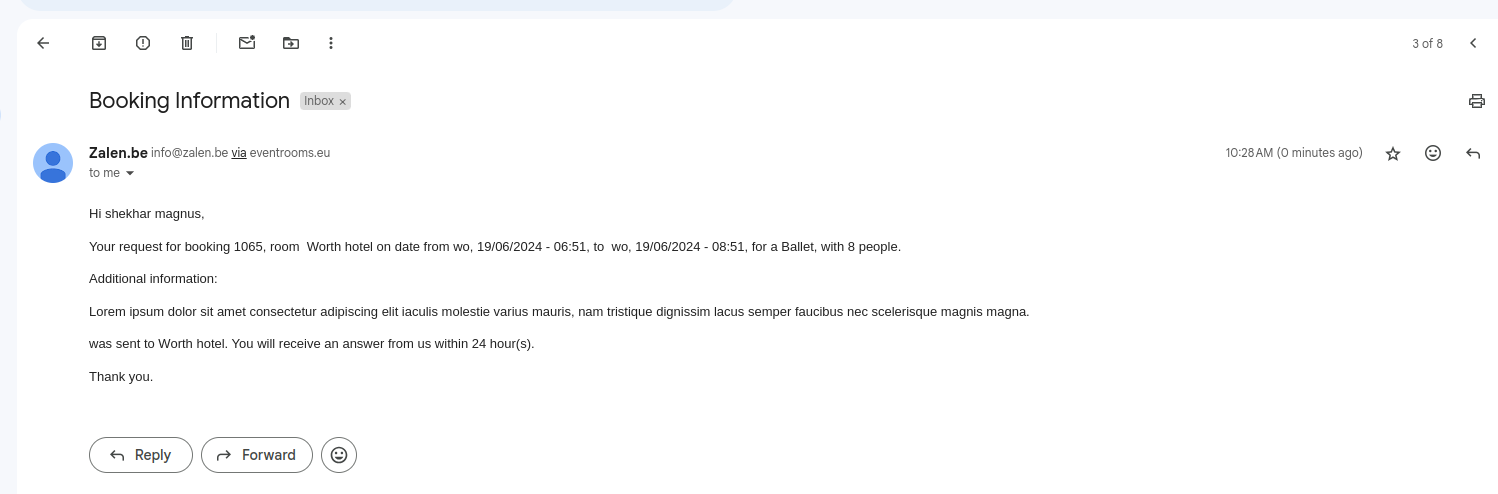 3 of 8
Booking Information Inbox ×
Zalen.be info@zalen.be via eventrooms.eu 10:28 AM (0 minutes ago)
to me
Hi shekhar magnus,
Your request for booking 1065, room  Worth hotel on date from wo, 19/06/2024 - 06:51, to  wo, 19/06/2024 - 08:51, for a Ballet, with 8 people.
Additional information:
Lorem ipsum dolor sit amet consectetur adipiscing elit iaculis molestie varius mauris, nam tristique dignissim lacus semper faucibus nec scelerisque magnis magna.
was sent to Worth hotel. You will receive an answer from us within 24 hour(s).
Thank you.
Reply Forward